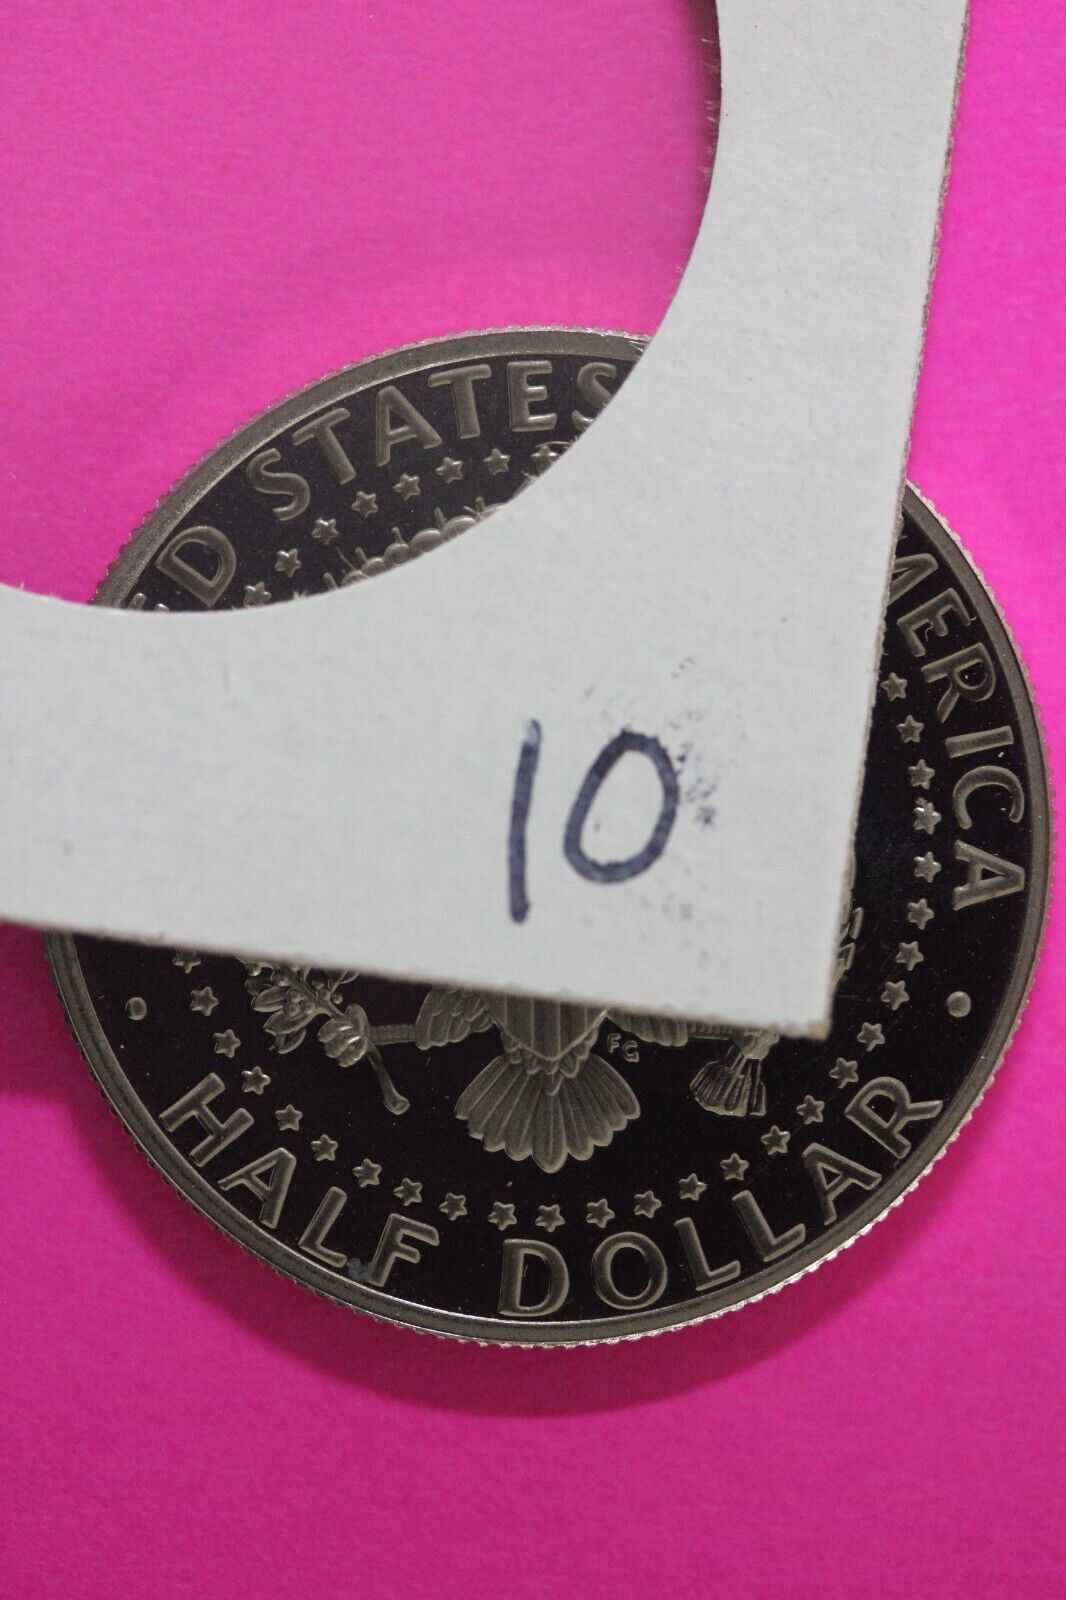 D STATES
AMERICA
10
FG
HALF DOLLAR